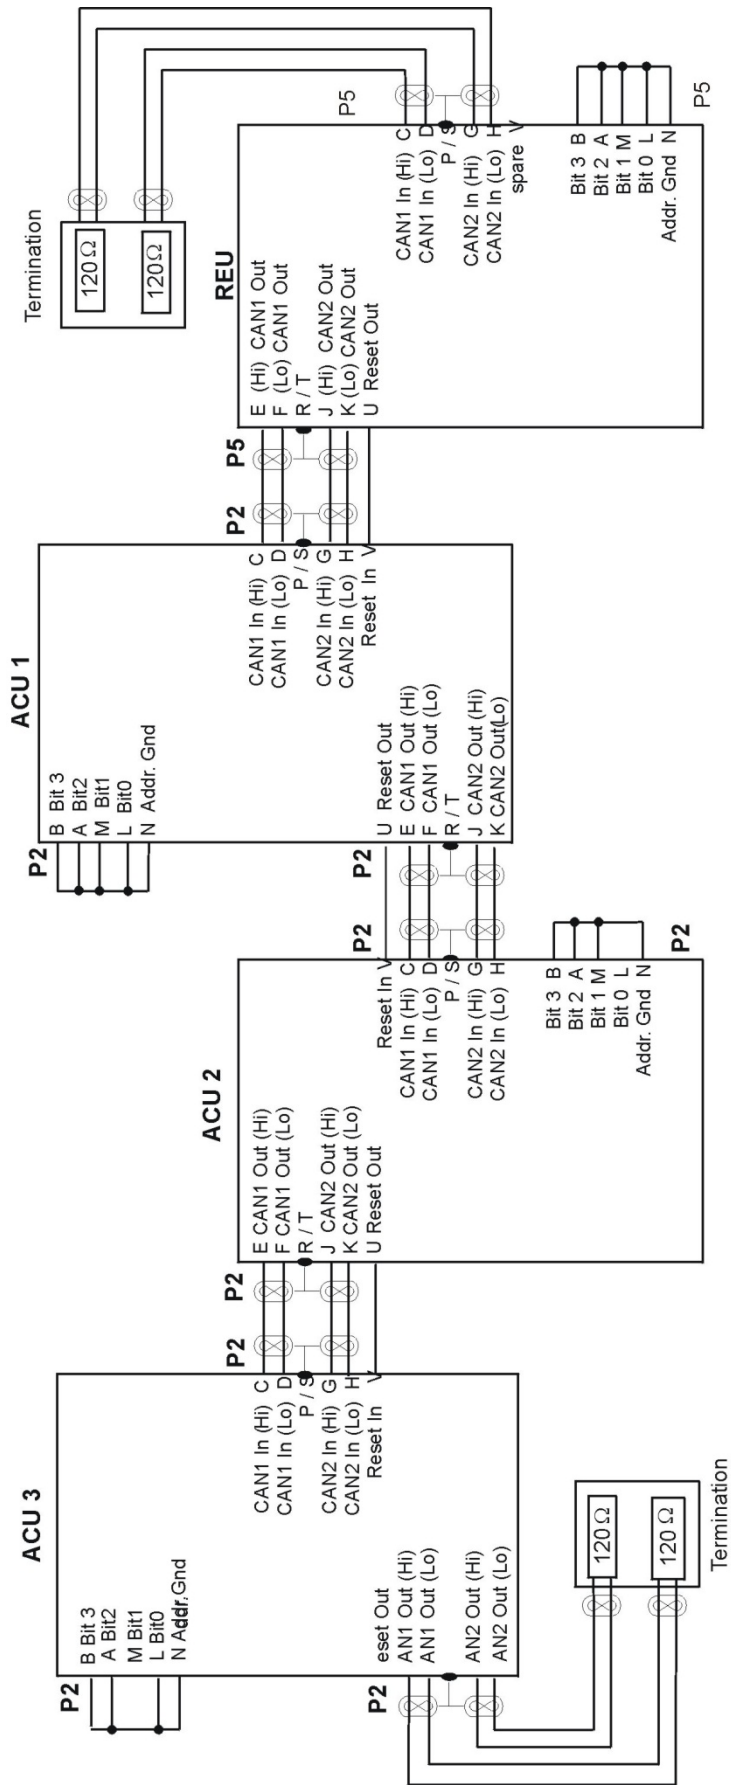 ACU 3
P2
B Bit 3
A Bit2
M Bit1
L Bit0
N Addr.Gnd
P2
CAN1 In (Hi) C
CAN1 In (Lo) D
P / S
CAN2 In (Hi) G
CAN2 In (Lo) H
Reset In V
P2
eset Out
AN1 Out (Hi)
AN1 Out (Lo)
AN2 Out (Hi)
AN2 Out (Lo)
120 Ω
120 Ω
Termination
ACU 2
P2
E CAN1 Out (Hi)
F CAN1 Out (Lo)
R / T
J CAN2 Out (Hi)
K CAN2 Out (Lo)
U Reset Out
P2
Reset In V
CAN1 In (Hi) C
CAN1 In (Lo) D
P / S
CAN2 In (Hi) G
CAN2 In (Lo) H
Bit 3 B
Bit 2 A
Bit 1 M
Bit 0 L
Addr. Gnd N
P2
ACU 1
P2
B Bit 3
A Bit2
M Bit1
L Bit0
N Addr. Gnd
P2
CAN1 In (Hi) C
CAN1 In (Lo) D
P / S
CAN2 In (Hi) G
CAN2 In (Lo) H
Reset In V
P2
U Reset Out
E CAN1 Out (Hi)
F CAN1 Out (Lo)
R / T
J CAN2 Out (Hi)
K CAN2 Out(Lo)
REU
P5
E (Hi) CAN1 Out
F (Lo) CAN1 Out
R / T
J (Hi) CAN2 Out
K (Lo) CAN2 Out
U Reset Out
P5
CAN1 In (Hi) C
CAN1 In (Lo) D
P / S
CAN2 In (Hi) G
CAN2 In (Lo) H
spare V
Bit 3 B
Bit 2 A
Bit 1 M
Bit 0 L
Addr. Gnd N
P5
Termination
120 Ω
120 Ω